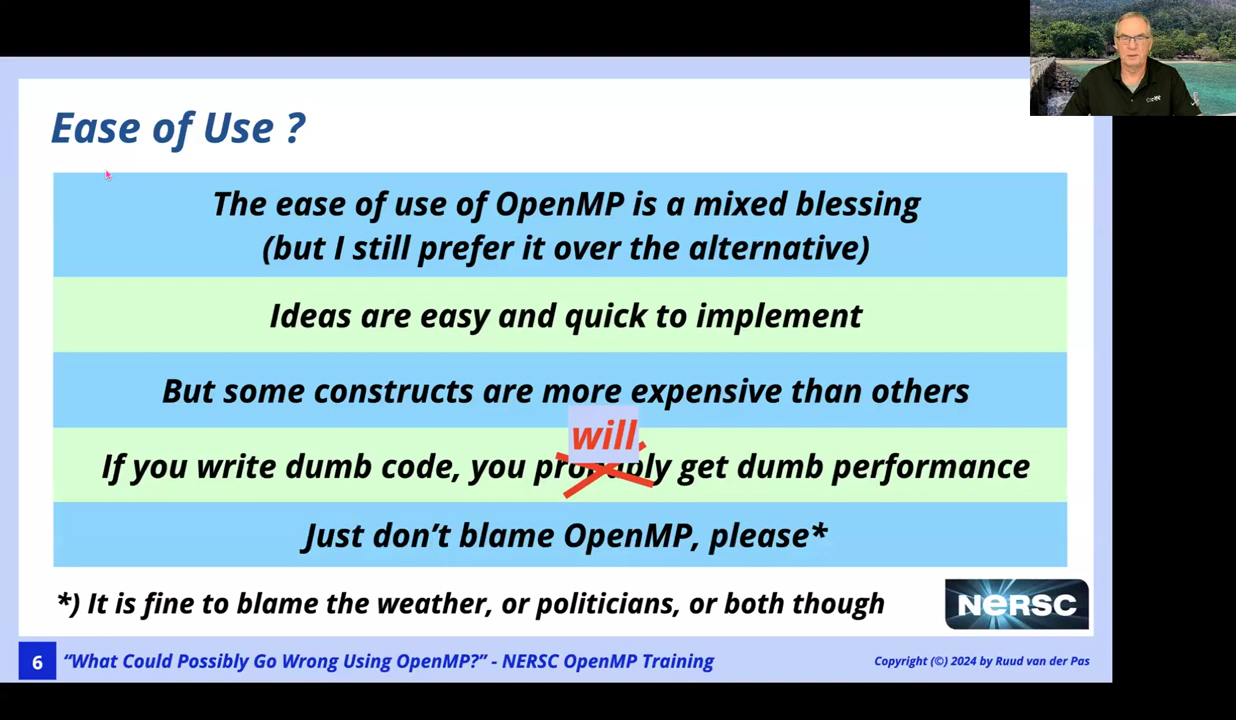 Ease of Use ?
The ease of use of OpenMP is a mixed blessing
(but I still prefer it over the alternative)
Ideas are easy and quick to implement
But some constructs are more expensive than others
will
If you write dumb code, you probably get dumb performance
Just don't blame OpenMP, please*
*) It is fine to blame the weather, or politicians, or both though
NERSC
6 "What Could Possibly Go Wrong Using OpenMP?" - NERSC OpenMP Training
Copyright (©) 2024 by Ruud van der Pas